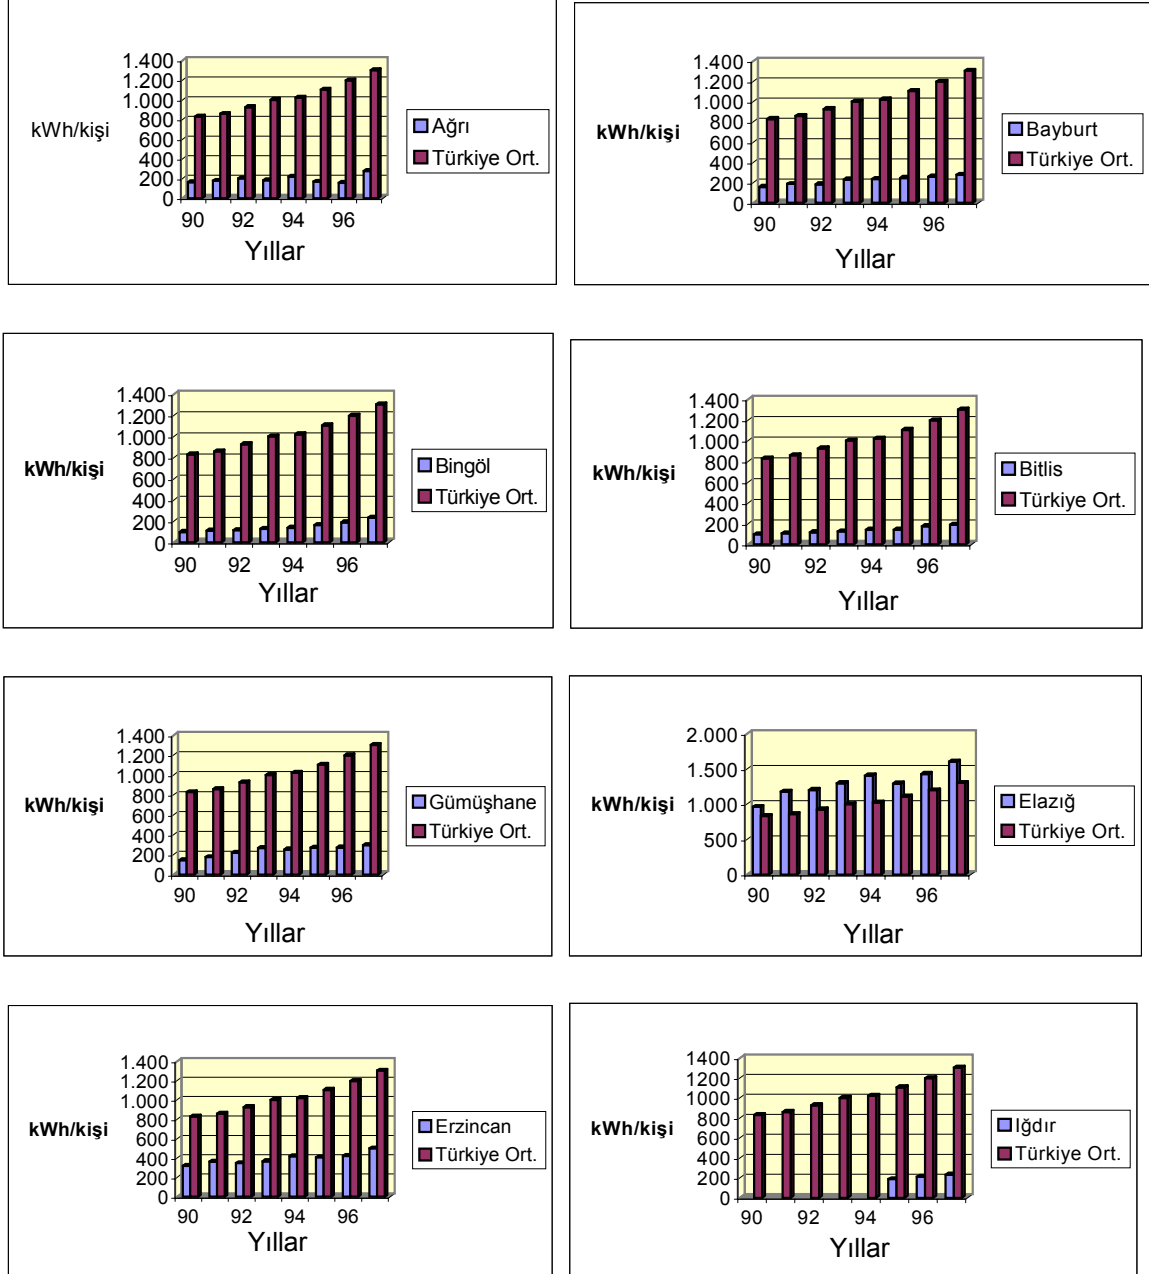 1.400
1.200
1.000
800
600
400
200
0
kWh/kişi
90 92 94 96
Yıllar
Ağrı
Türkiye Ort.
1.400
1.200
1.000
800
600
400
200
0
kWh/kişi
90 92 94 96
Yıllar
Bayburt
Türkiye Ort.
1.400
1.200
1.000
800
600
400
200
0
kWh/kişi
90 92 94 96
Yıllar
Bingöl
Türkiye Ort.
1.400
1.200
1.000
800
600
400
200
0
kWh/kişi
90 92 94 96
Yıllar
Bitlis
Türkiye Ort.
1.400
1.200
1.000
800
600
400
200
0
kWh/kişi
90 92 94 96
Yıllar
Gümüşhane
Türkiye Ort.
2.000
1.500
1.000
500
0
kWh/kişi
90 92 94 96
Yıllar
Elazığ
Türkiye Ort.
1.400
1.200
1.000
800
600
400
200
0
kWh/kişi
90 92 94 96
Yıllar
Erzincan
Türkiye Ort.
1400
1200
1000
800
600
400
200
0
kWh/kişi
90 92 94 96
Yıllar
Iğdır
Türkiye Ort.